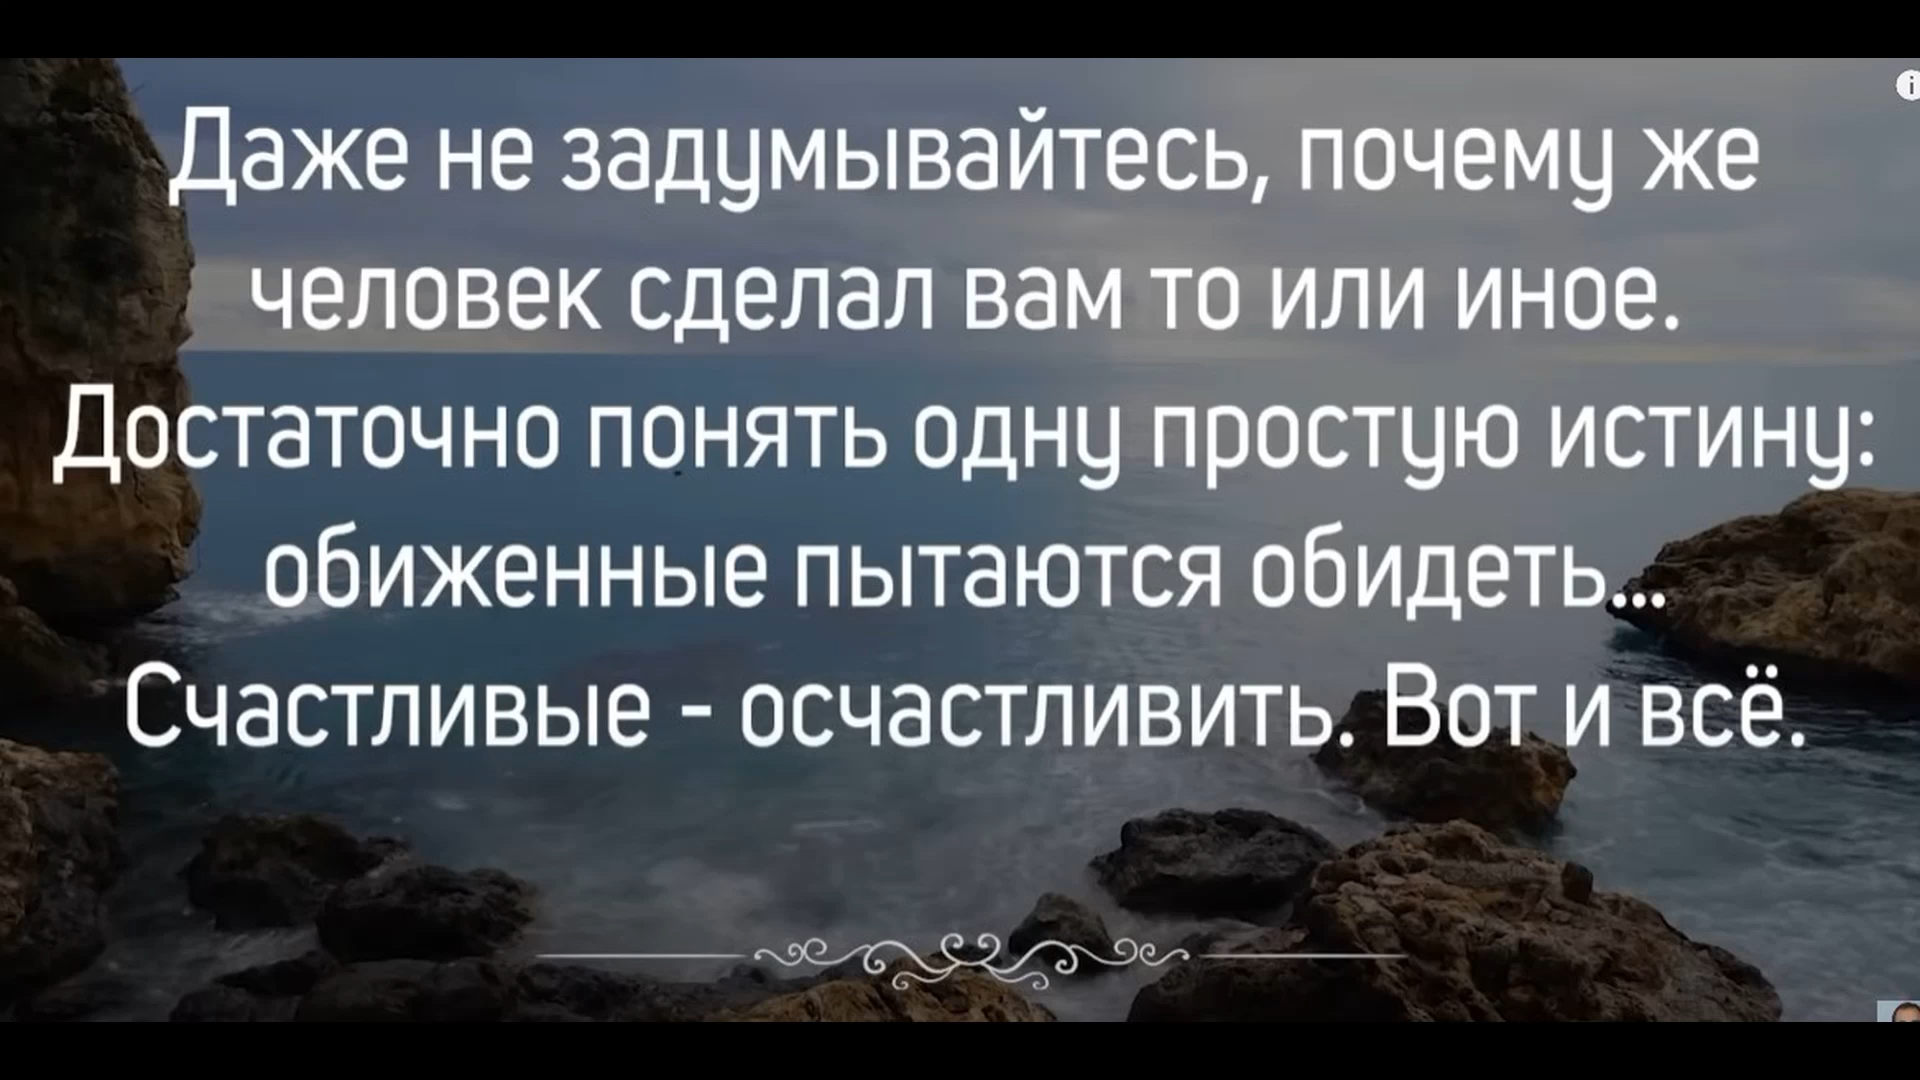 Даже не задумывайтесь, почему же
человек сделал вам то или иное.
Достаточно понять одну простую истину:
обиженные пытаются обидеть...
Счастливые - осчастливить. Вот и всё.